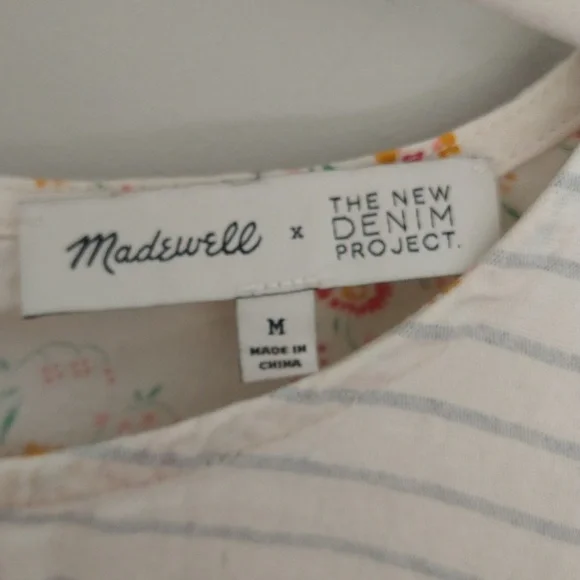 Madewell x THE NEW
DENIM
PROJECT.
M
MADE IN
CHINA